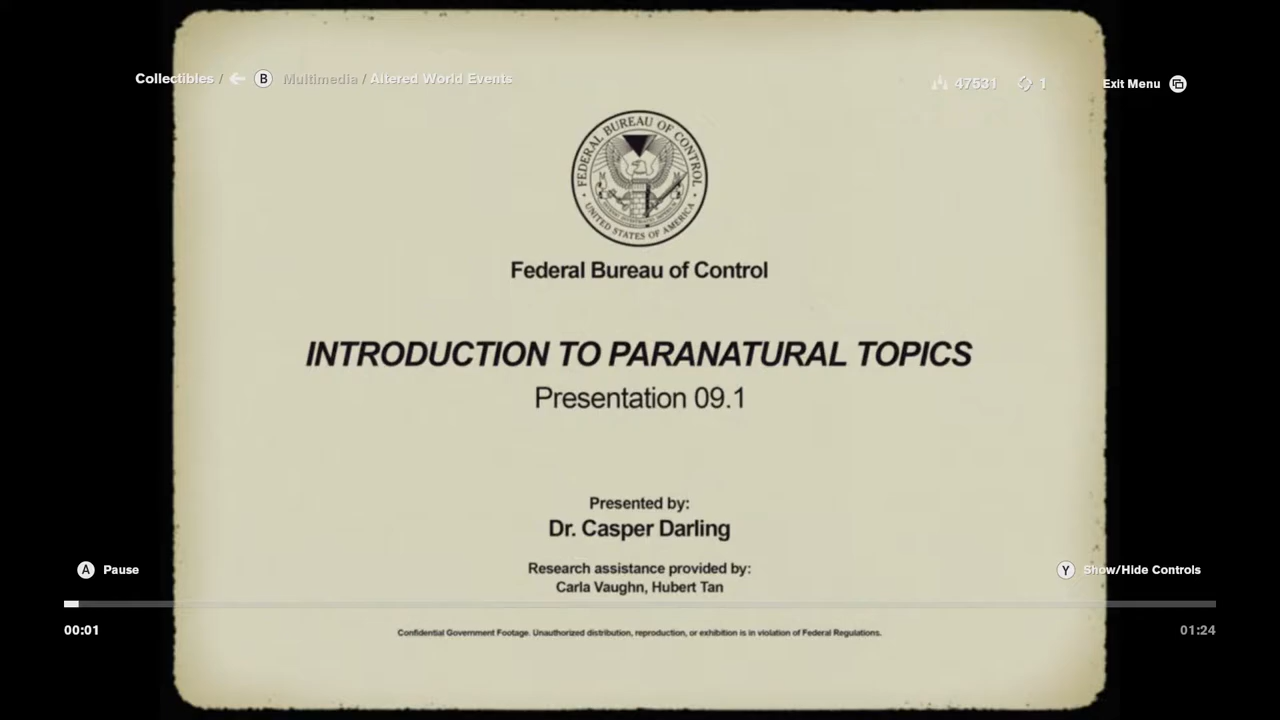 Collectibles / B Multimedia / Altered World Events
47531 1 Exit Menu
FEDERAL BUREAU OF CONTROL
UNITED STATES OF AMERICA
Federal Bureau of Control
INTRODUCTION TO PARANATURAL TOPICS
Presentation 09.1
Presented by:
Dr. Casper Darling
A Pause
Research assistance provided by:
Y Show/Hide Controls
Carla Vaughn, Hubert Tan
00:01
Confidential Government Footage. Unauthorized distribution, reproduction, or exhibition is in violation of Federal Regulations.
01:24